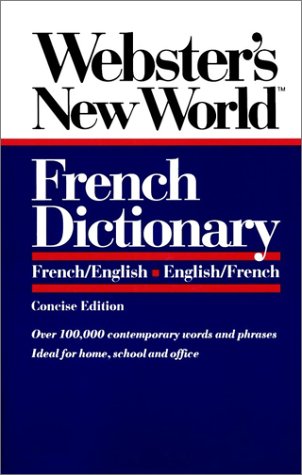 Webster's
New World™
French
Dictionary
French/English ▪ English/French
Concise Edition
Over 100,000 contemporary words and phrases
Ideal for home, school and office